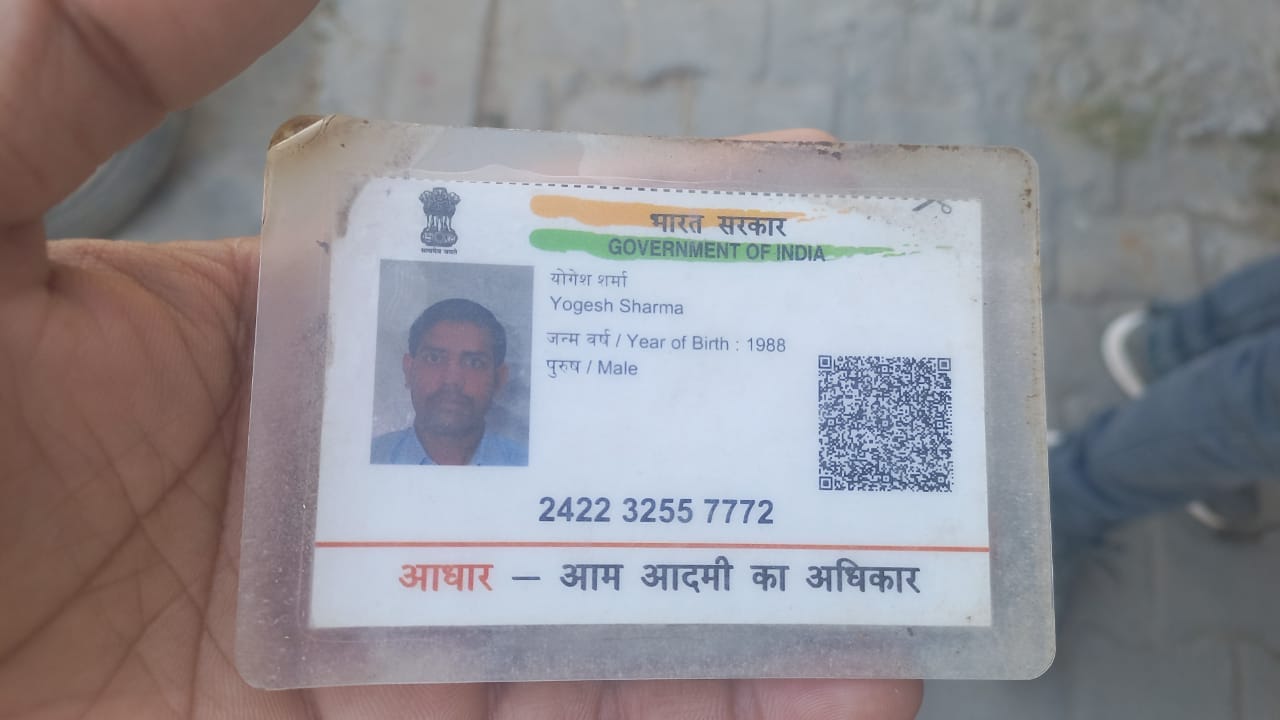 सत्यमेव जयते
भारत सरकार
GOVERNMENT OF INDIA
योगेश शर्मा
Yogesh Sharma
जन्म वर्ष / Year of Birth : 1988
पुरुष / Male
2422 3255 7772
आधार – आम आदमी का अधिकार